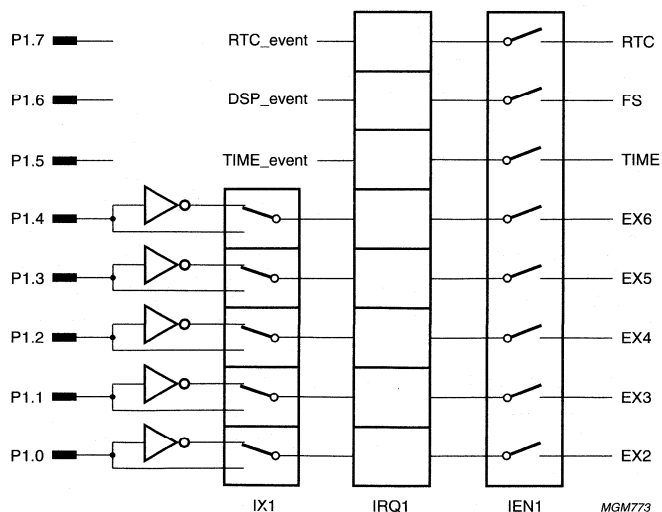 P1.7 RTC_event RTC
P1.6 DSP_event FS
P1.5 TIME_event TIME
P1.4 EX6
P1.3 EX5
P1.2 EX4
P1.1 EX3
P1.0 EX2
IX1 IRQ1 IEN1 MGM773